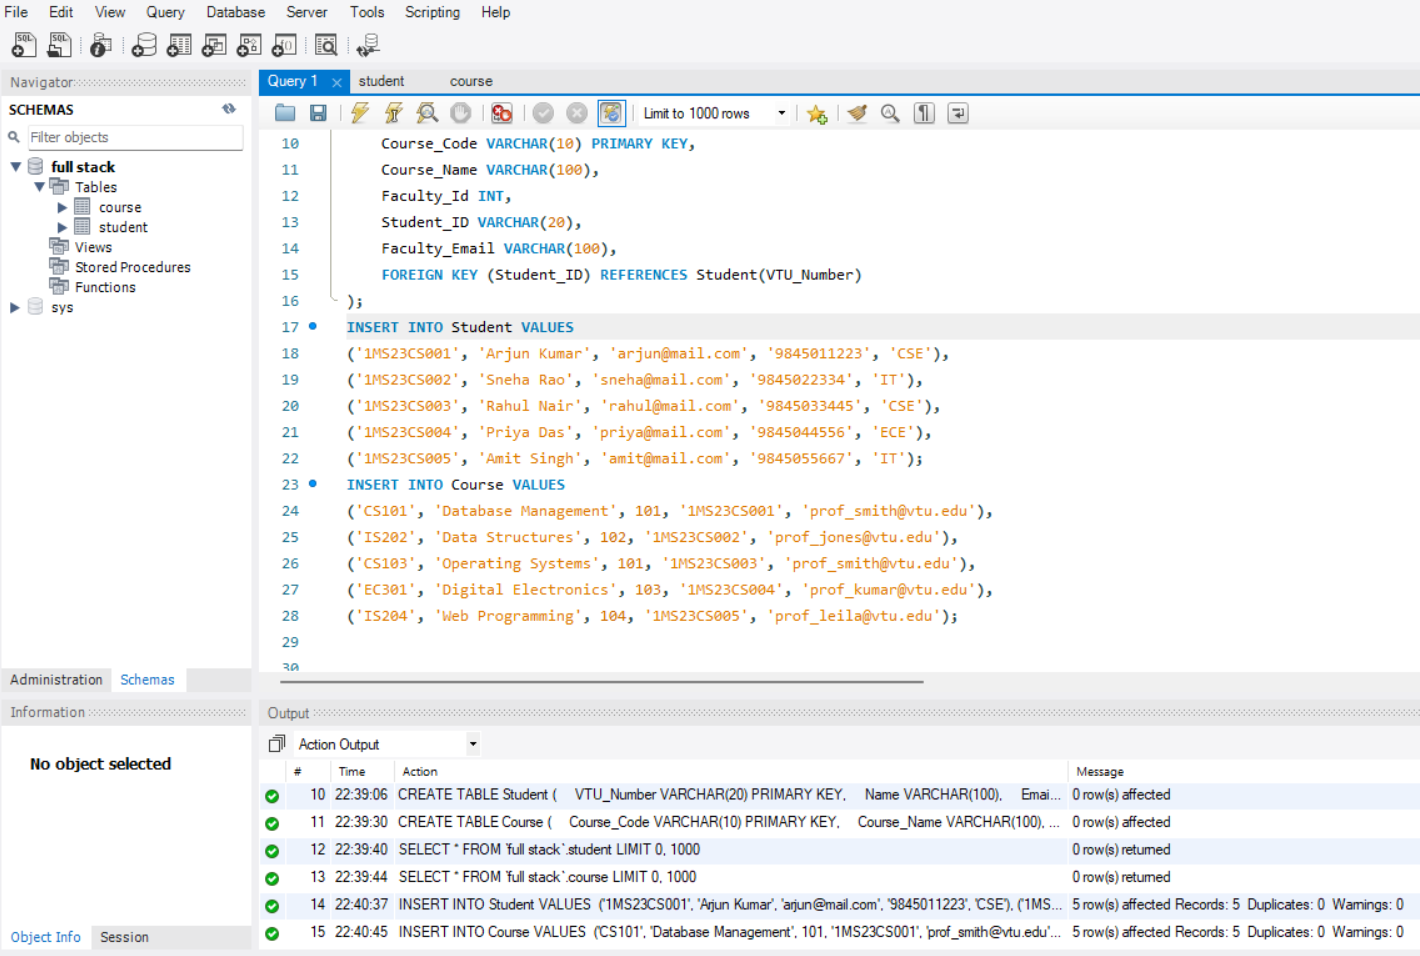 File Edit View Query Database Server Tools Scripting Help
Navigator
SCHEMAS
Filter objects
full stack
Tables
course
student
Views
Stored Procedures
Functions
sys
Administration Schemas
Information
No object selected
Object Info Session
Query 1 student course
Limit to 1000 rows
10 Course_Code VARCHAR(10) PRIMARY KEY,
11 Course_Name VARCHAR(100),
12 Faculty_Id INT,
13 Student_ID VARCHAR(20),
14 Faculty_Email VARCHAR(100),
15 FOREIGN KEY (Student_ID) REFERENCES Student(VTU_Number)
16 );
17 INSERT INTO Student VALUES
18 ('1MS23CS001', 'Arjun Kumar', 'arjun@mail.com', '9845011223', 'CSE'),
19 ('1MS23CS002', 'Sneha Rao', 'sneha@mail.com', '9845022334', 'IT'),
20 ('1MS23CS003', 'Rahul Nair', 'rahul@mail.com', '9845033445', 'CSE'),
21 ('1MS23CS004', 'Priya Das', 'priya@mail.com', '9845044556', 'ECE'),
22 ('1MS23CS005', 'Amit Singh', 'amit@mail.com', '9845055667', 'IT');
23 INSERT INTO Course VALUES
24 ('CS101', 'Database Management', 101, '1MS23CS001', 'prof_smith@vtu.edu'),
25 ('IS202', 'Data Structures', 102, '1MS23CS002', 'prof_jones@vtu.edu'),
26 ('CS103', 'Operating Systems', 101, '1MS23CS003', 'prof_smith@vtu.edu'),
27 ('EC301', 'Digital Electronics', 103, '1MS23CS004', 'prof_kumar@vtu.edu'),
28 ('IS204', 'Web Programming', 104, '1MS23CS005', 'prof_leila@vtu.edu');
29
30
Output
Action Output
# Time Action Message
10 22:39:06 CREATE TABLE Student ( VTU_Number VARCHAR(20) PRIMARY KEY, Name VARCHAR(100), Emai... 0 row(s) affected
11 22:39:30 CREATE TABLE Course ( Course_Code VARCHAR(10) PRIMARY KEY, Course_Name VARCHAR(100), ... 0 row(s) affected
12 22:39:40 SELECT * FROM `full stack`.student LIMIT 0, 1000 0 row(s) returned
13 22:39:44 SELECT * FROM `full stack`.course LIMIT 0, 1000 0 row(s) returned
14 22:40:37 INSERT INTO Student VALUES ('1MS23CS001', 'Arjun Kumar', 'arjun@mail.com', '9845011223', 'CSE'), ('1MS... 5 row(s) affected Records: 5 Duplicates: 0 Warnings: 0
15 22:40:45 INSERT INTO Course VALUES ('CS101', 'Database Management', 101, '1MS23CS001', 'prof_smith@vtu.edu'... 5 row(s) affected Records: 5 Duplicates: 0 Warnings: 0